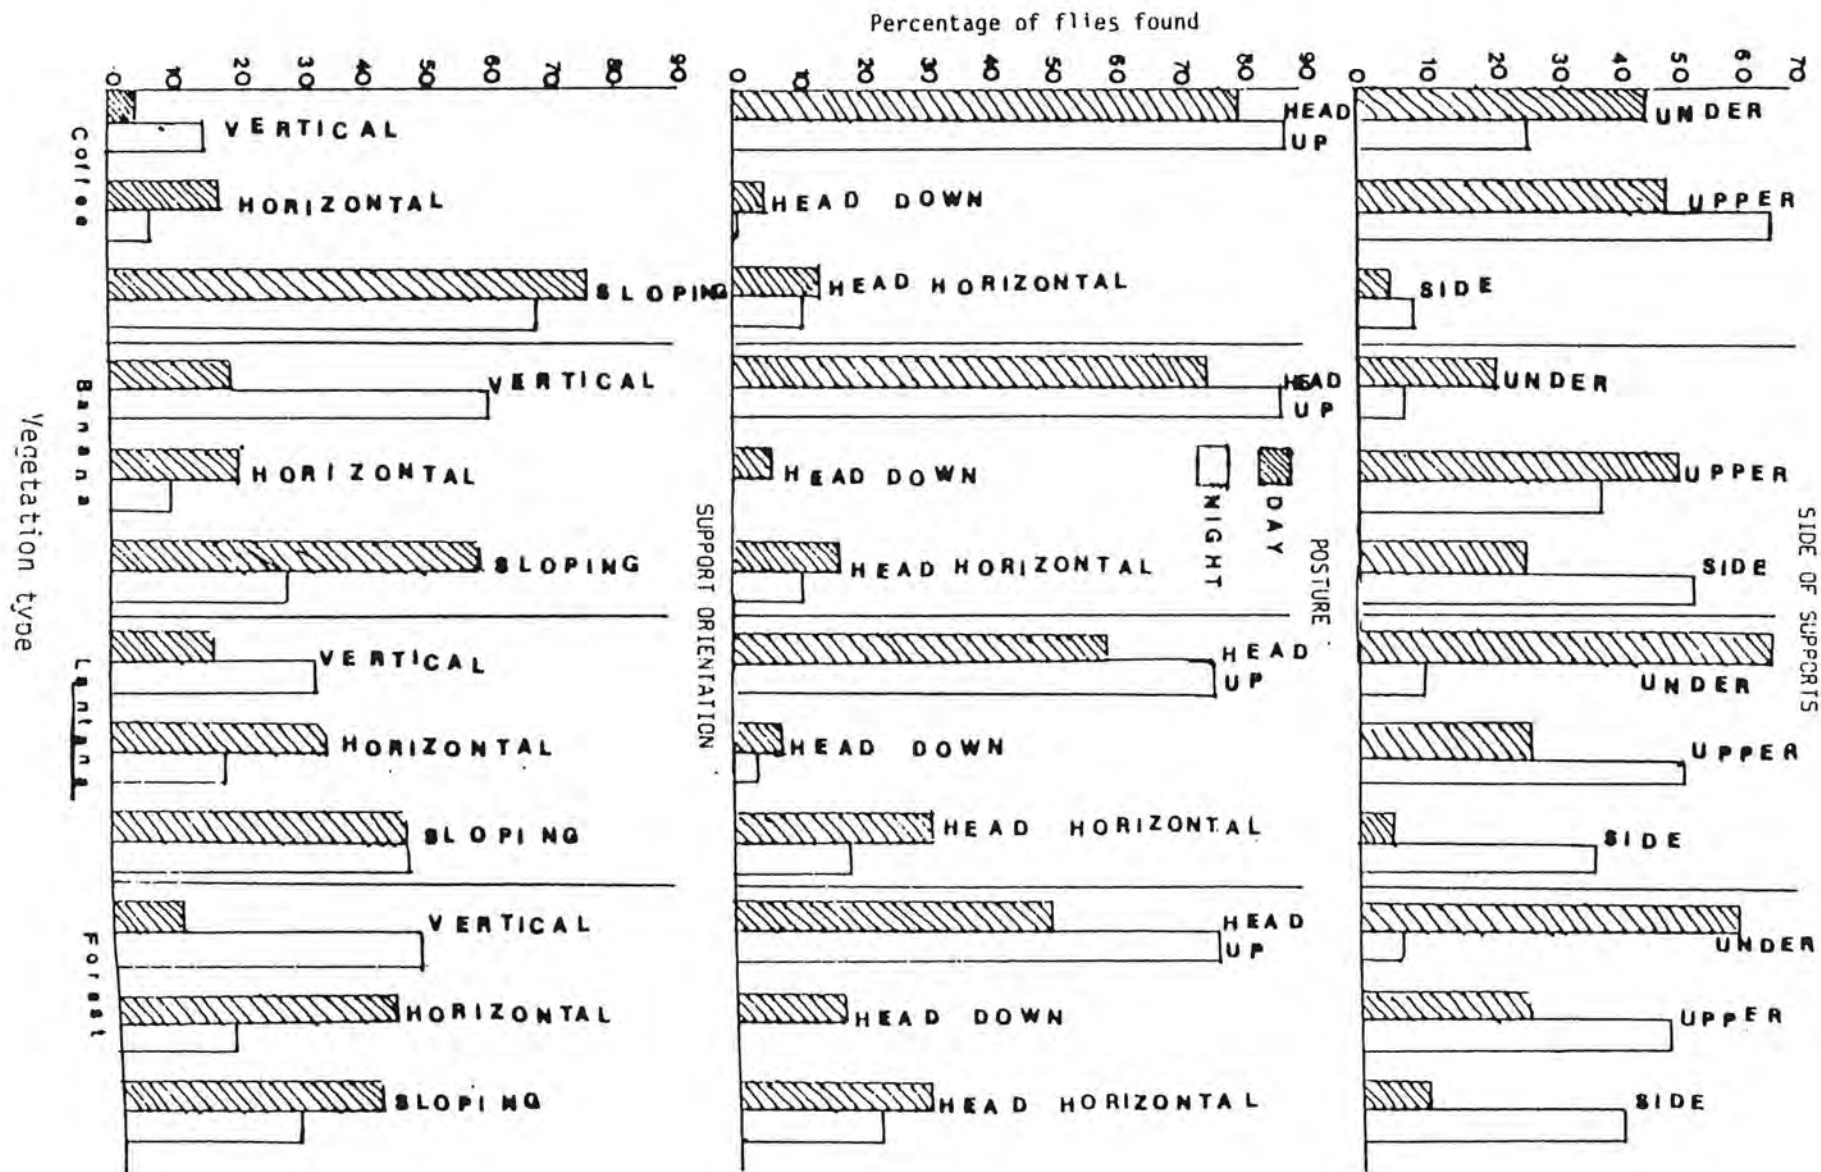 Percentage of flies found
0 10 20 30 40 50 60 70 80 90
0 10 20 30 40 50 60 70 80 90
0 10 20 30 40 50 60 70
Coffee
VERTICAL
HORIZONTAL
SLOPING
HEAD
UP
HEAD DOWN
HEAD HORIZONTAL
UNDER
UPPER
SIDE
Banana
VERTICAL
HORIZONTAL
SLOPING
HEAD
UP
HEAD DOWN
HEAD HORIZONTAL
UNDER
UPPER
SIDE
NIGHT
DAY
Lantana
VERTICAL
HORIZONTAL
SLOPING
HEAD
UP
HEAD DOWN
HEAD HORIZONTAL
UNDER
UPPER
SIDE
Forest
VERTICAL
HORIZONTAL
SLOPING
HEAD
UP
HEAD DOWN
HEAD HORIZONTAL
UNDER
UPPER
SIDE
Vegetation type
SUPPORT ORIENTATION
POSTURE
SIDE OF SUPPORTS